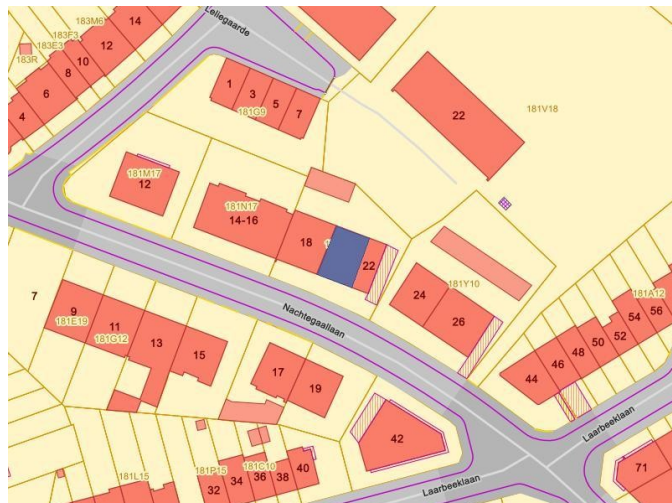 Leliegaarde
14
183M6
12
183F3
10
183E3
8
183R
6
4
1
3
5
7
181G9
22
181V18
181M17
12
181N17
14-16
18
22
24
181Y10
26
181A12
56
54
52
50
48
46
44
7
9
181E19
11
181G12
13
15
Nachtegaallaan
17
19
42
Laarbeeklaan
71
40
38
181C10
36
34
181P15
32
181L15
Laarbeeklaan